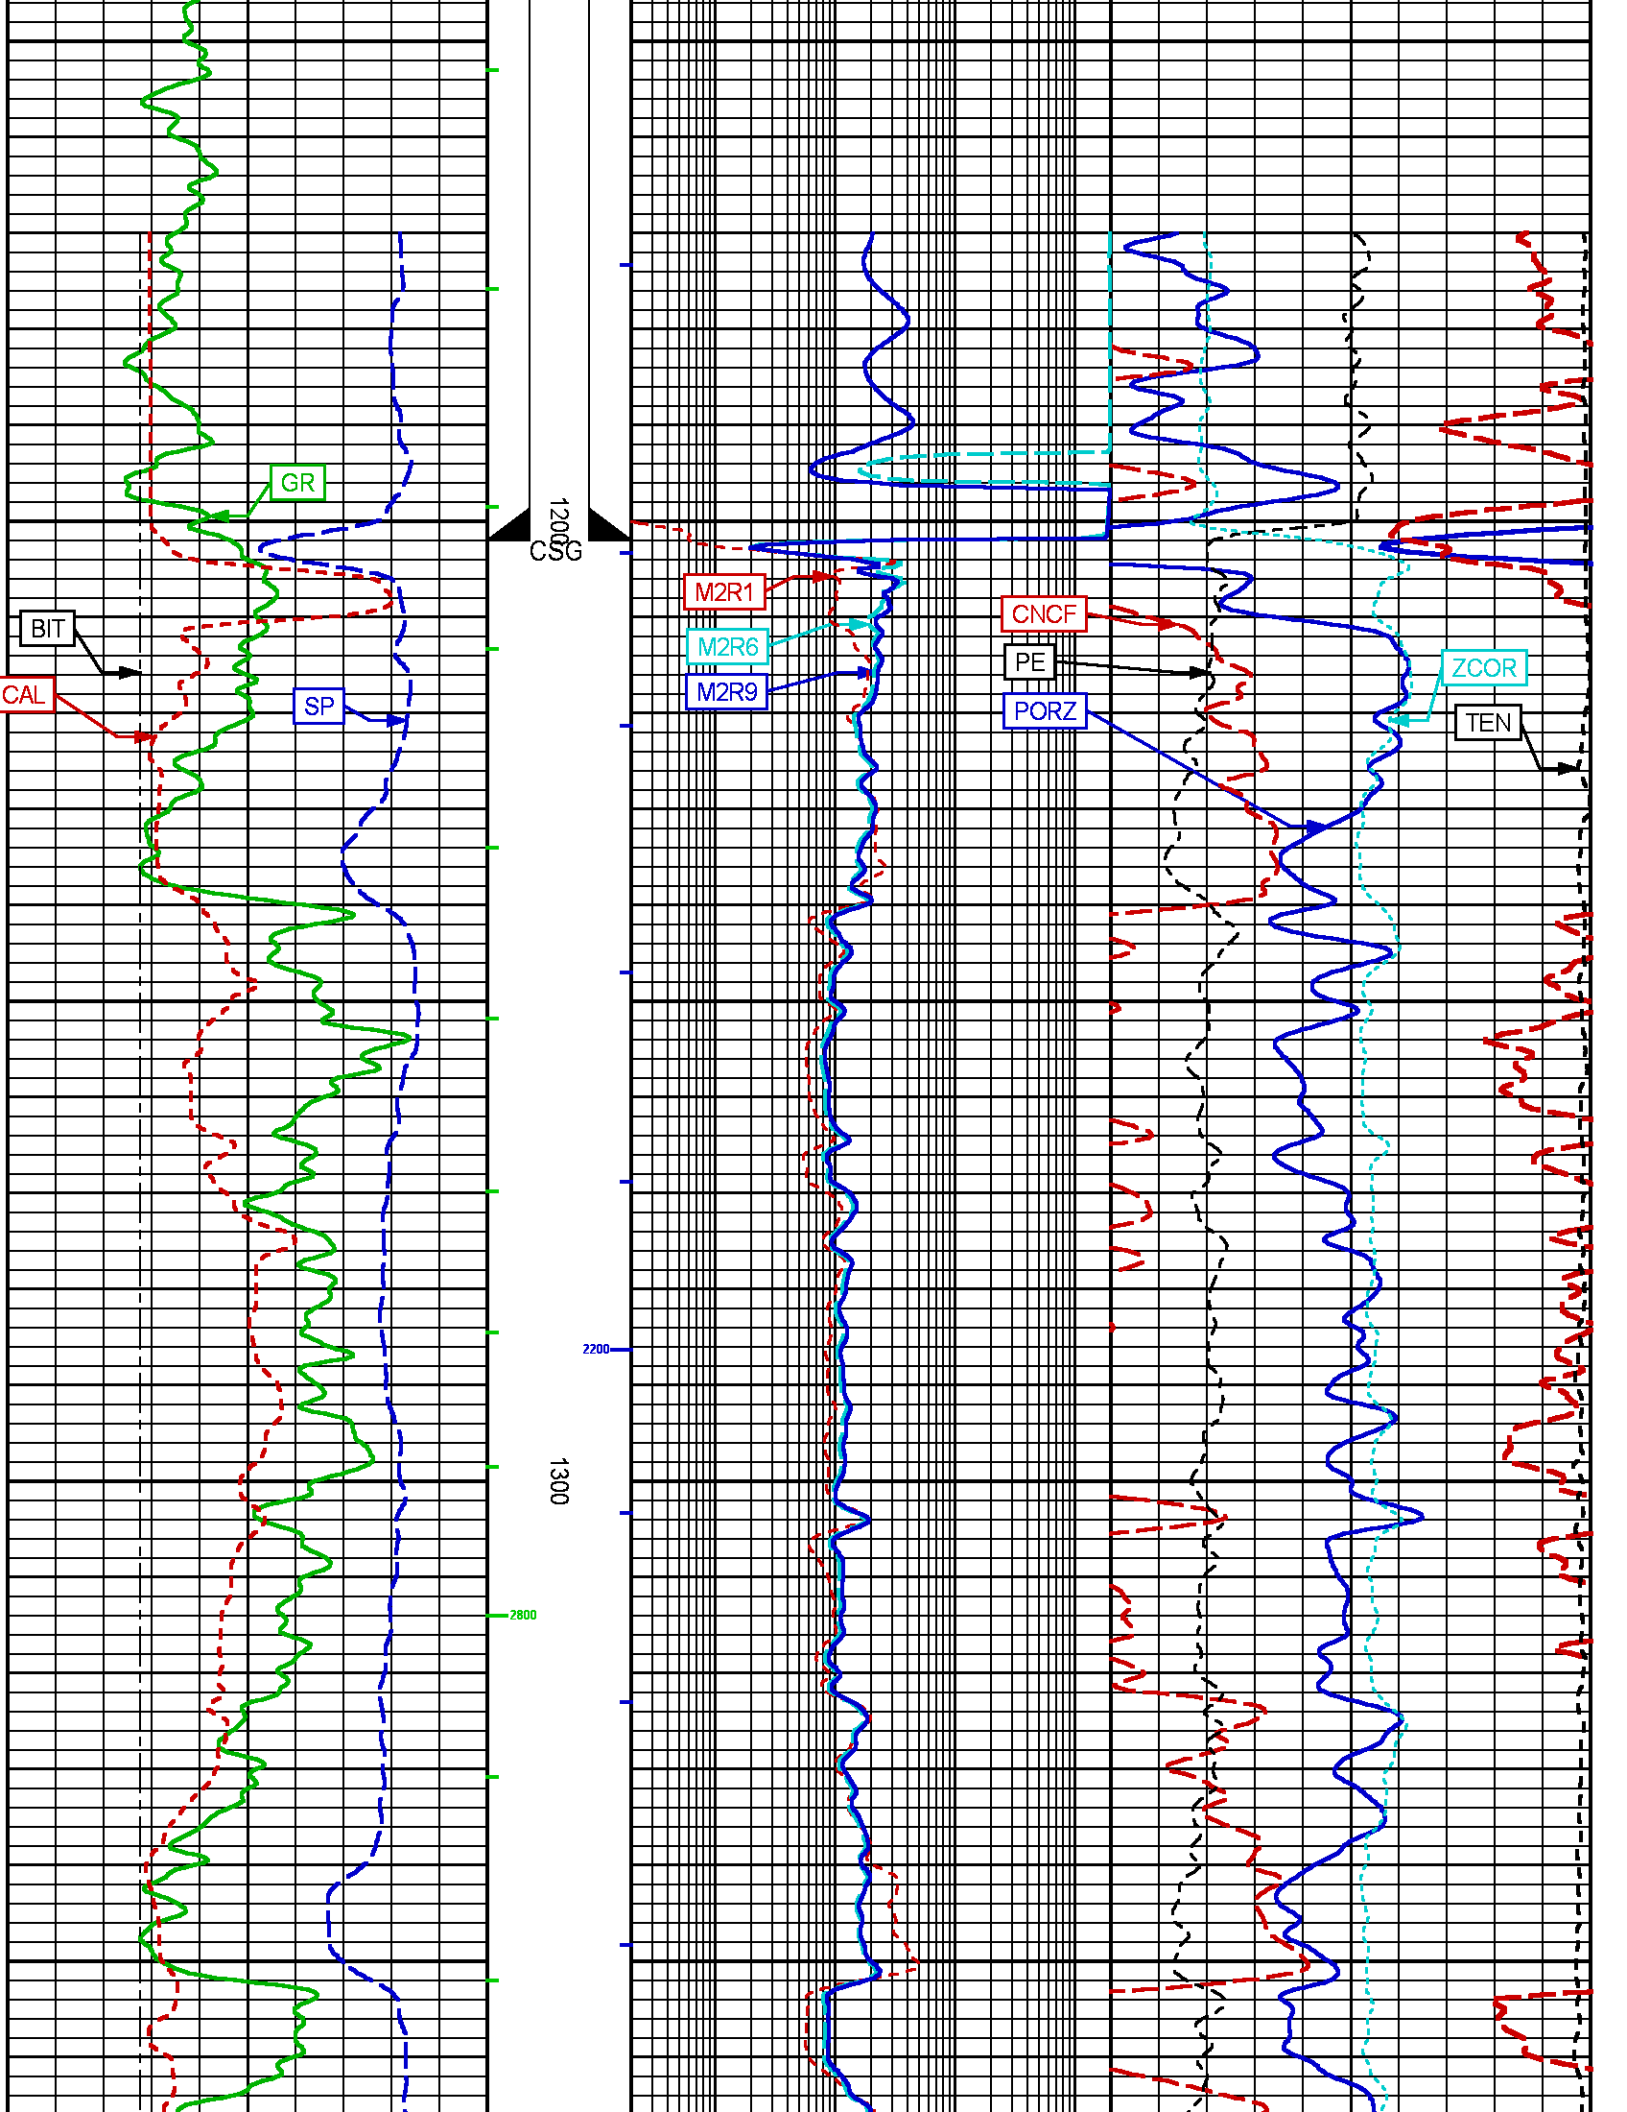 GR
1200
CSG
M2R1
CNCF
BIT
M2R6
PE
ZCOR
CAL
M2R9
SP
PORZ
TEN
2200
1300
2800